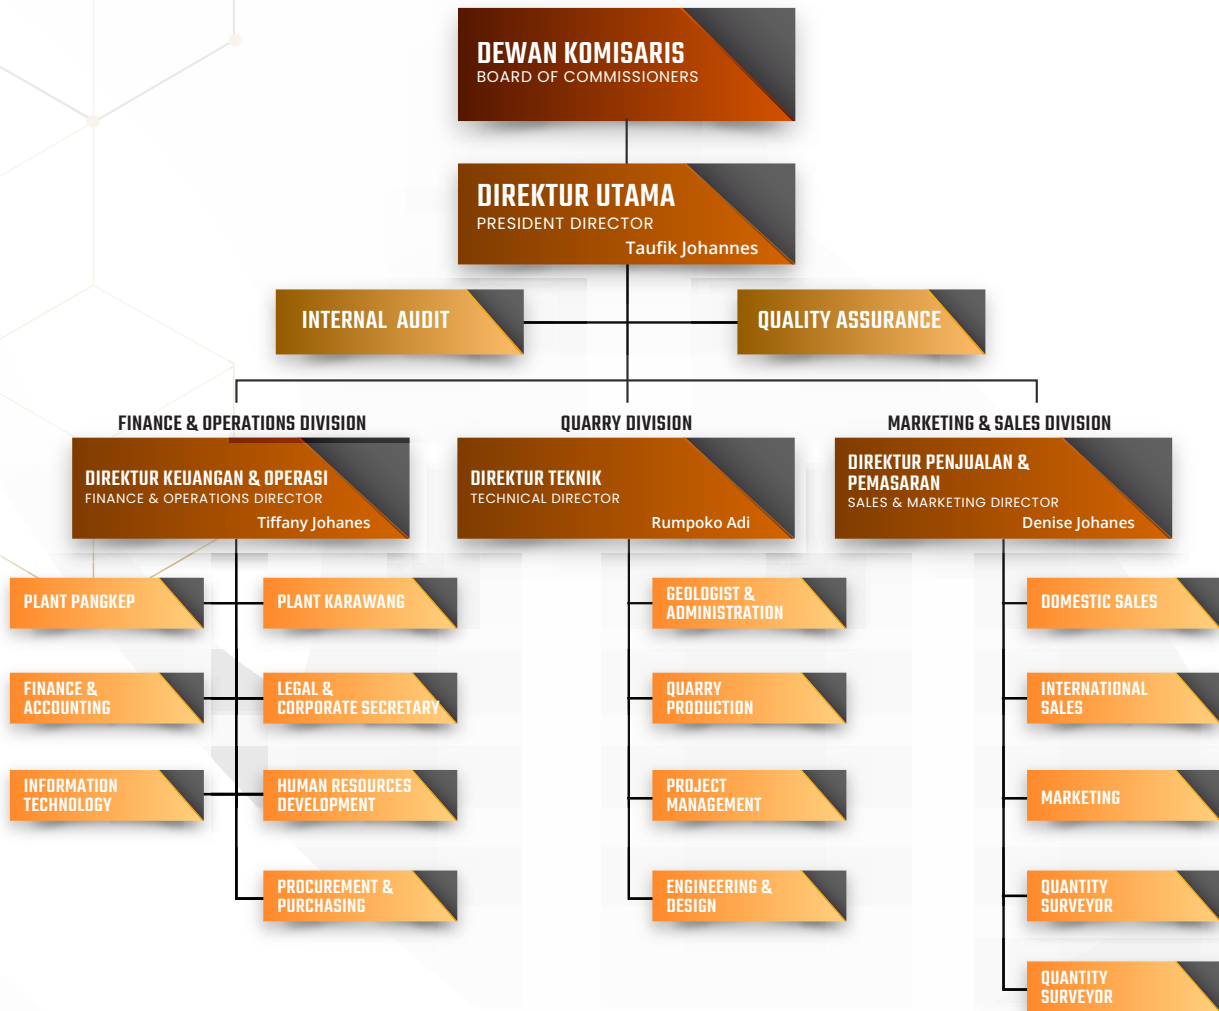 DEWAN KOMISARIS
BOARD OF COMMISSIONERS
DIREKTUR UTAMA
PRESIDENT DIRECTOR
Taufik Johannes
INTERNAL AUDIT
QUALITY ASSURANCE
FINANCE & OPERATIONS DIVISION
DIREKTUR KEUANGAN & OPERASI
FINANCE & OPERATIONS DIRECTOR
Tiffany Johanes
QUARRY DIVISION
DIREKTUR TEKNIK
TECHNICAL DIRECTOR
Rumpoko Adi
MARKETING & SALES DIVISION
DIREKTUR PENJUALAN &
PEMASARAN
SALES & MARKETING DIRECTOR
Denise Johanes
PLANT PANGKEP
PLANT KARAWANG
FINANCE &
ACCOUNTING
LEGAL &
CORPORATE SECRETARY
INFORMATION
TECHNOLOGY
HUMAN RESOURCES
DEVELOPMENT
PROCUREMENT &
PURCHASING
GEOLOGIST &
ADMINISTRATION
QUARRY
PRODUCTION
PROJECT
MANAGEMENT
ENGINEERING &
DESIGN
DOMESTIC SALES
INTERNATIONAL
SALES
MARKETING
QUANTITY
SURVEYOR
QUANTITY
SURVEYOR